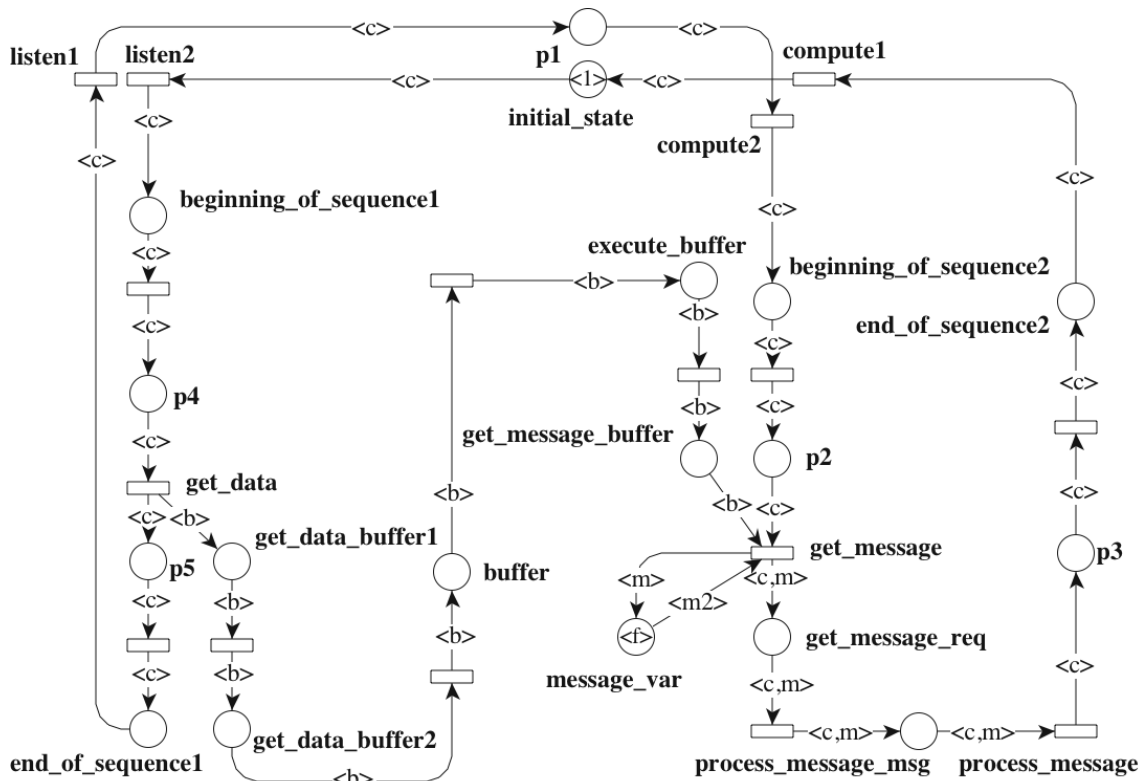 <c>
<c>
listen1
listen2
p1
compute1
<c>
<1>
<c>
initial_state
<c>
compute2
<c>
<c>
beginning_of_sequence1
<c>
<c>
execute_buffer
<b>
beginning_of_sequence2
<c>
<b>
end_of_sequence2
<c>
<c>
p4
<b>
<c>
<c>
<c>
get_message_buffer
p2
<c>
get_data
<b>
<b>
<c>
<c>
<b>
get_data_buffer1
get_message
p5
buffer
<m>
<c,m>
p3
<c>
<b>
<m2>
<b>
<f>
get_message_req
<c>
<b>
message_var
<c,m>
<c>
get_data_buffer2
<c,m>
<c,m>
end_of_sequence1
process_message_msg
process_message
<b>